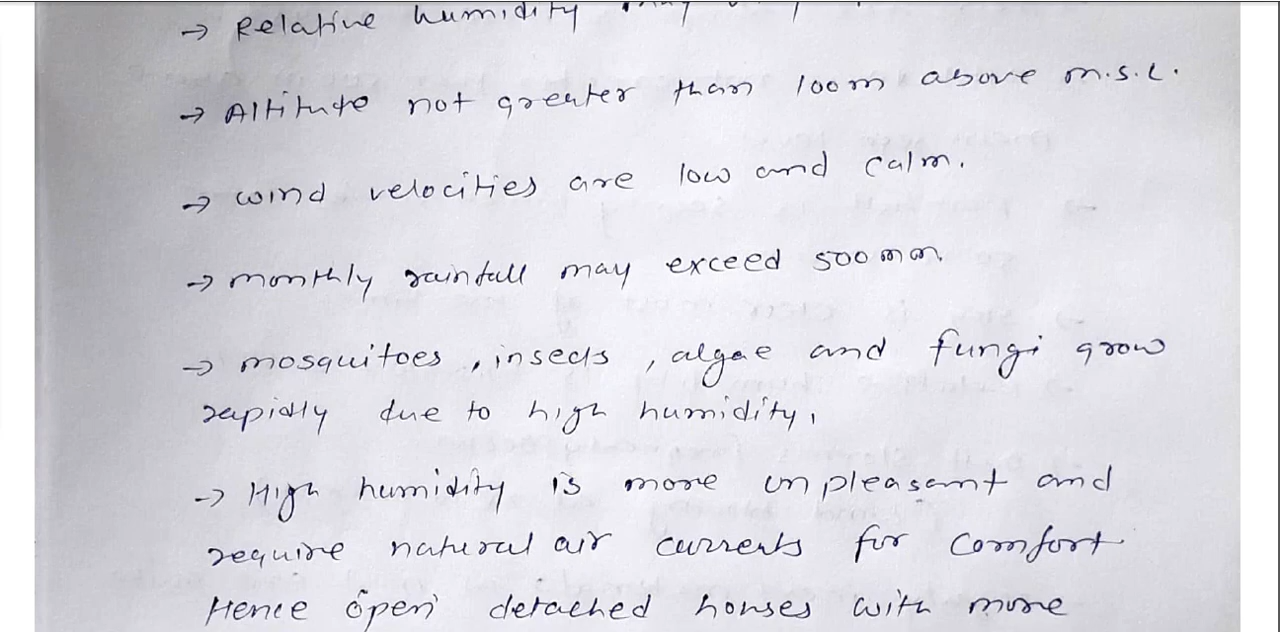 → Relative humidity may
→ Altitute not greater than 100m above m.s.l.
→ wind velocities are low and calm.
→ monthly rainfall may exceed 500mm.
→ mosquitoes, insects, algae and fungi grow
rapidly due to high humidity,
→ High humidity is more unpleasant and
require natural air currents for comfort
Hence open detached houses with more